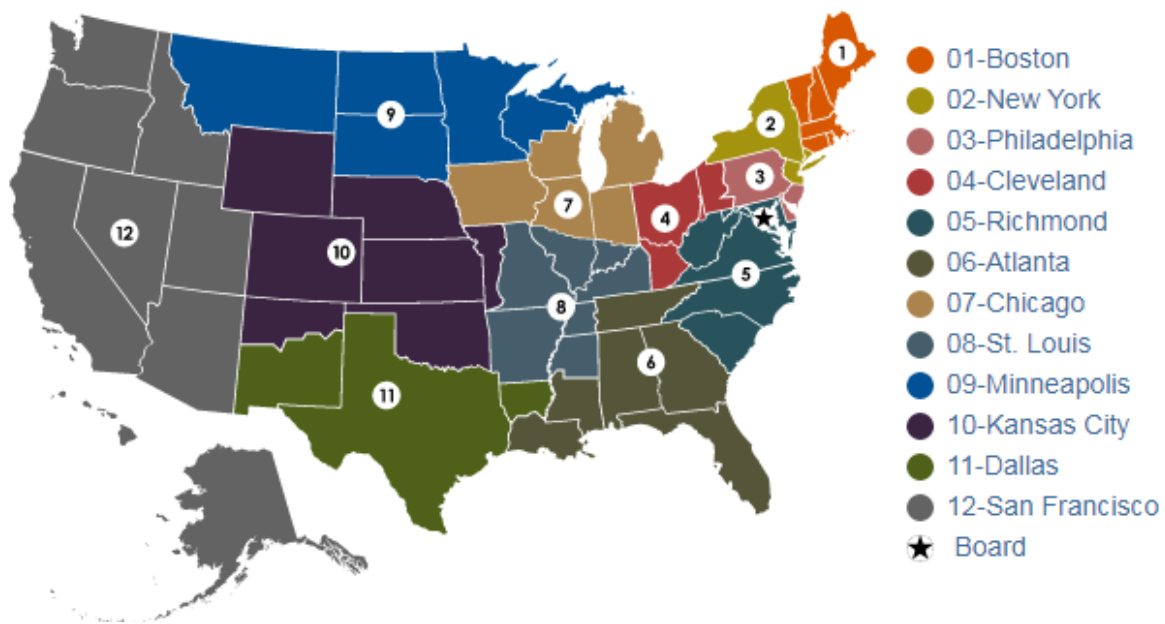 1
2
3
4
5
6
7
8
9
10
11
12
01-Boston
02-New York
03-Philadelphia
04-Cleveland
05-Richmond
06-Atlanta
07-Chicago
08-St. Louis
09-Minneapolis
10-Kansas City
11-Dallas
12-San Francisco
Board